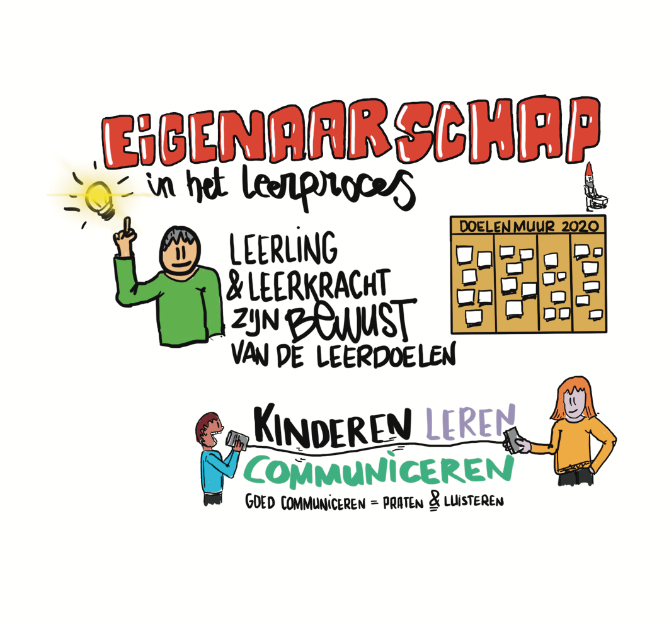 EiGENAARSCHAP
in het leerproces
DOELENMUUR 2020
LEERLING
& LEERKRACHT
ZIJN BEWUST
VAN DE LEERDOELEN
KINDEREN LEREN
COMMUNICEREN
GOED COMMUNICEREN = PRATEN & LUISTEREN